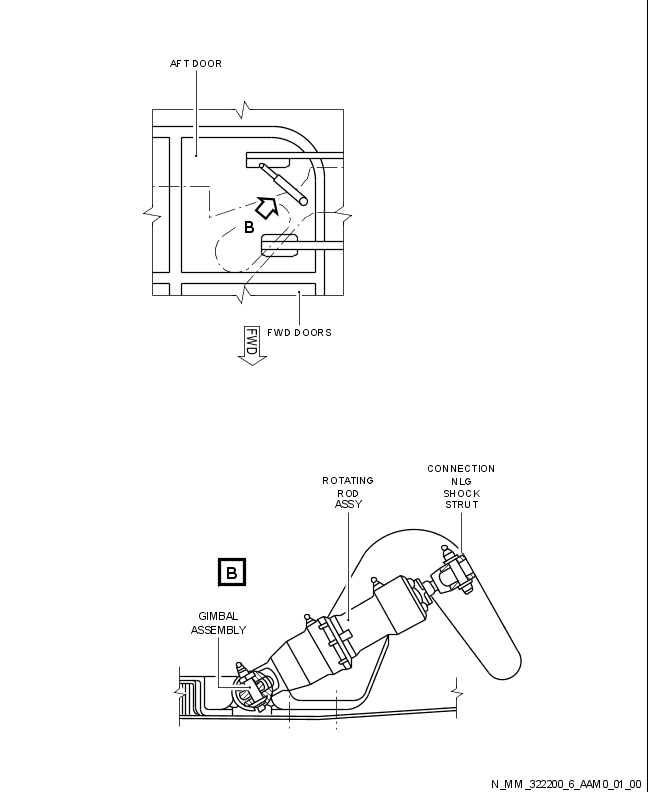 AFT DOOR
B
FWD DOORS
FWD
CONNECTION
NLG
SHOCK
STRUT
ROTATING
ROD
ASSY
B
GIMBAL
ASSEMBLY
N_MM_322200_6_AAM0_01_00